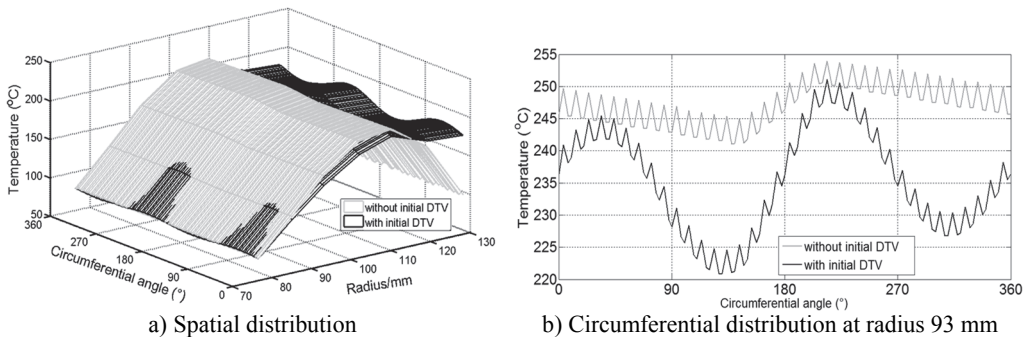 250
200
150
100
50
Temperature (°C)
360
270
180
90
0
Circumferential angle (°)
70
80
90
100
110
120
130
Radius/mm
without initial DTV
with initial DTV
a) Spatial distribution
255
250
245
240
235
230
225
220
Temperature (°C)
0
90
180
270
360
Circumferential angle (°)
without initial DTV
with initial DTV
b) Circumferential distribution at radius 93 mm